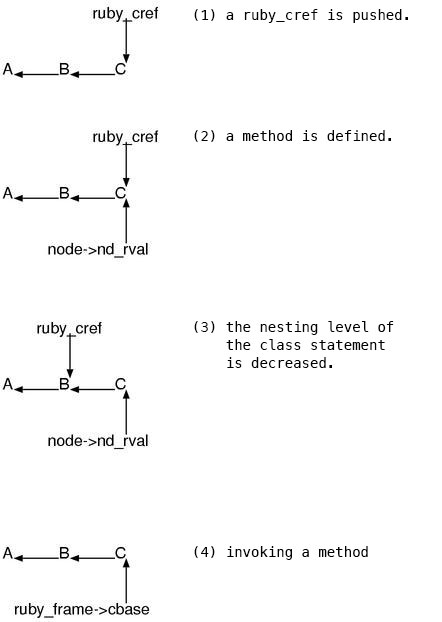 ruby_cref (1) a ruby_cref is pushed.
A B C
ruby_cref (2) a method is defined.
A B C
node->nd_rval
ruby_cref (3) the nesting level of
the class statement
is decreased.
A B C
node->nd_rval
A B C (4) invoking a method
ruby_frame->cbase